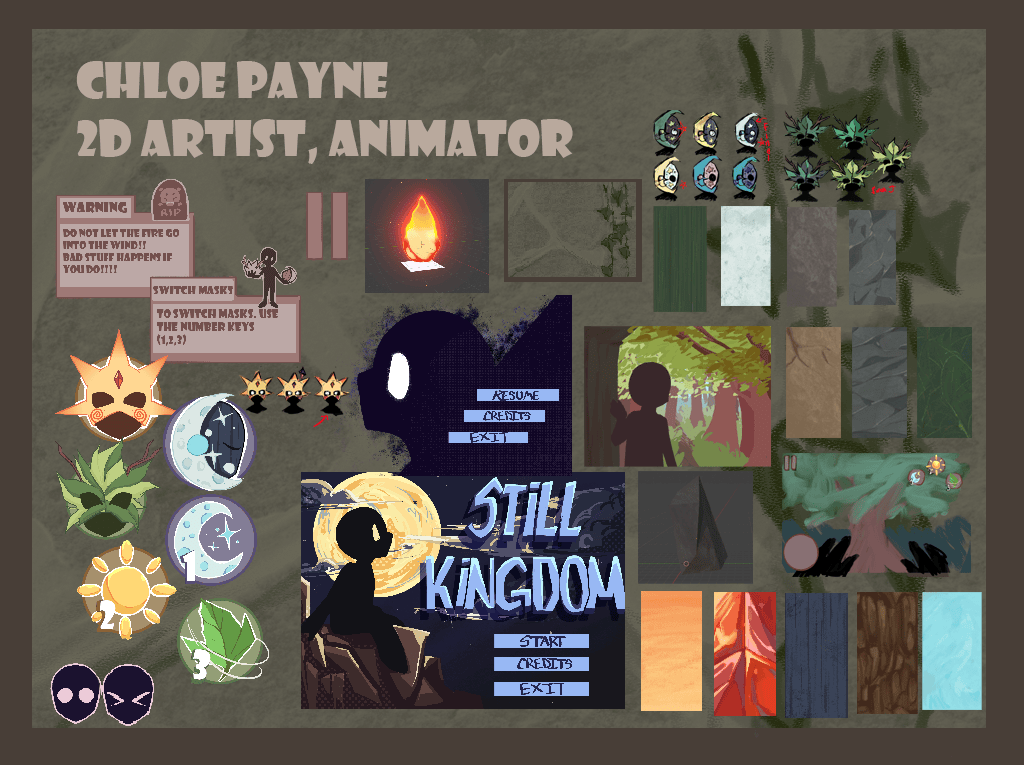 CHLOE PAYNE
2D ARTIST, ANIMATOR
WARNING
RIP
DO NOT LET THE FIRE GO
INTO THE WIND!!
BAD STUFF HAPPENS IF
YOU DO!!!!
SWITCH MASKS
TO SWITCH MASKS. USE
THE NUMBER KEYS
(1,2,3)
RESUME
CREDITS
EXIT
STILL
KINGDOM
START
CREDITS
EXIT
1
2
3